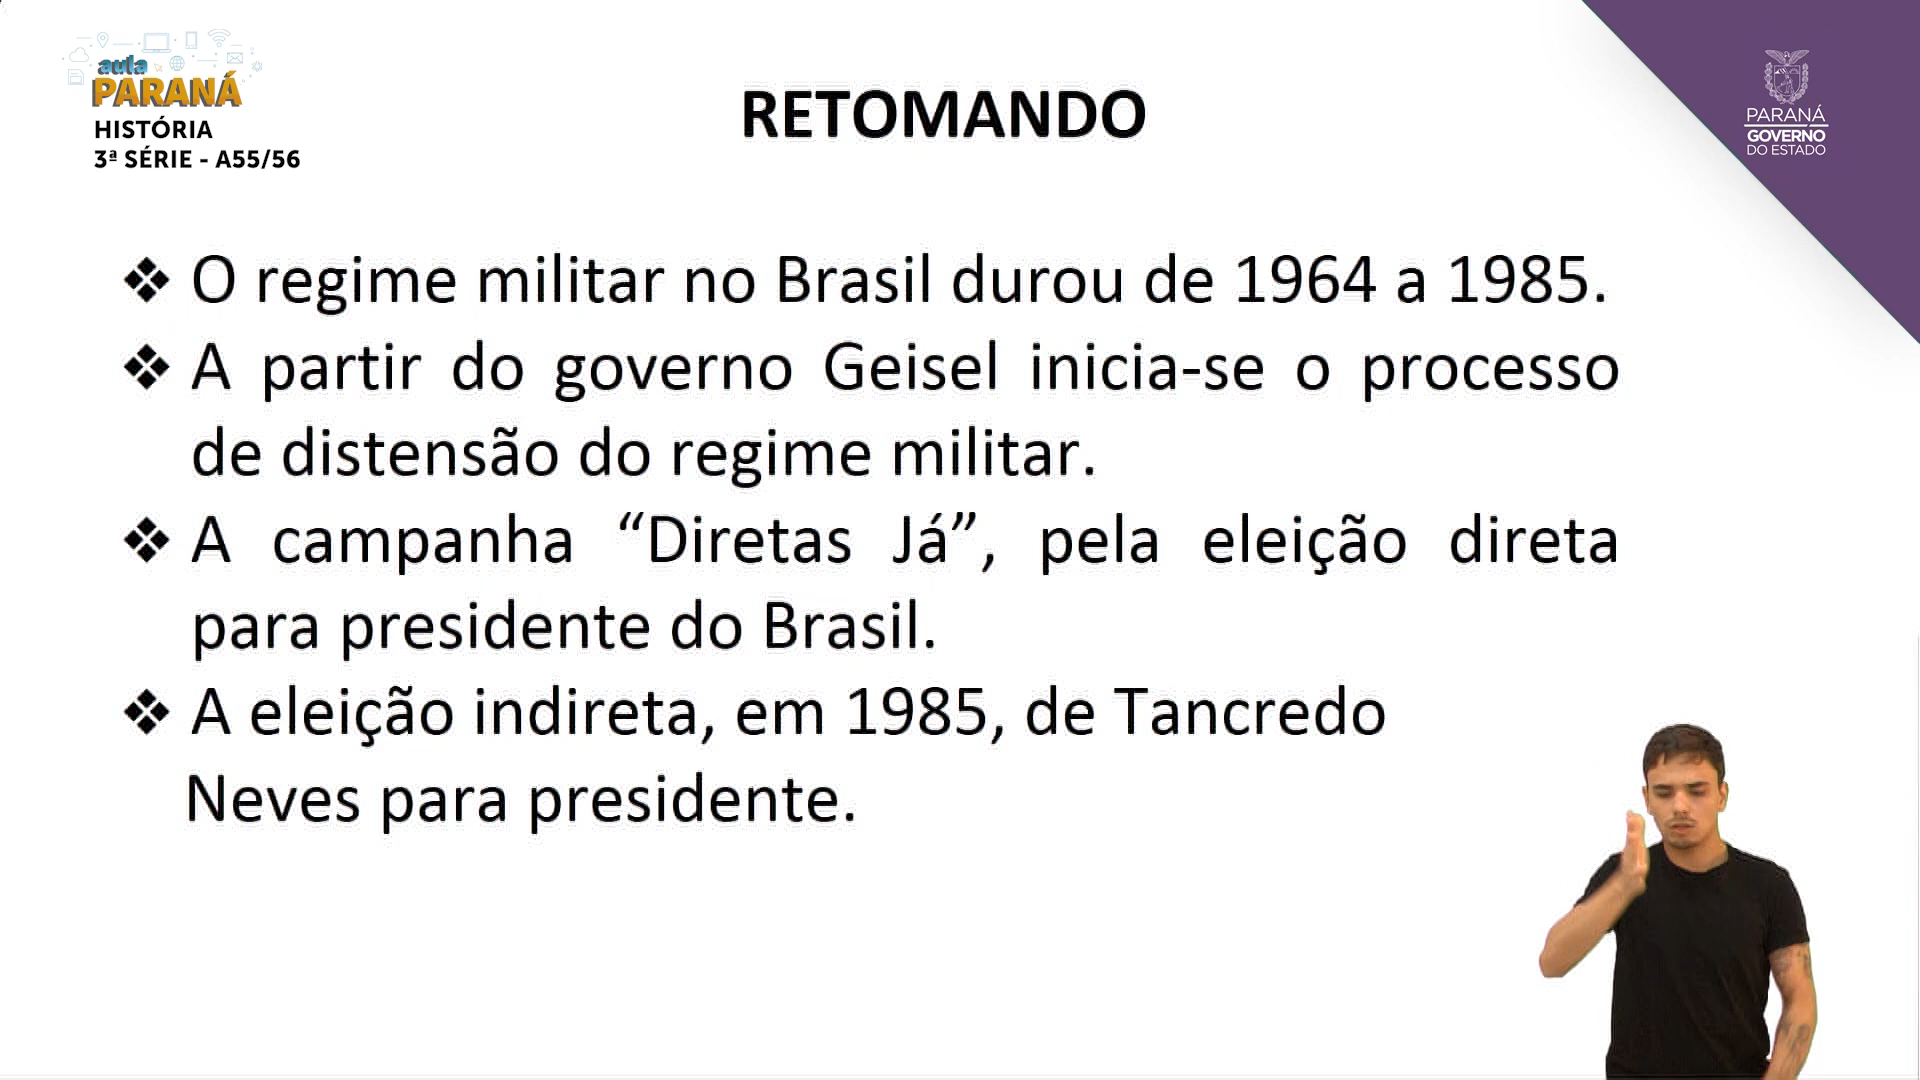 aula
PARANÁ
HISTÓRIA
3ª SÉRIE - A55/56
RETOMANDO
PARANÁ
GOVERNO
DO ESTADO
❖ O regime militar no Brasil durou de 1964 a 1985.
❖ A partir do governo Geisel inicia-se o processo
de distensão do regime militar.
❖ A campanha “Diretas Já”, pela eleição direta
para presidente do Brasil.
❖ A eleição indireta, em 1985, de Tancredo
Neves para presidente.